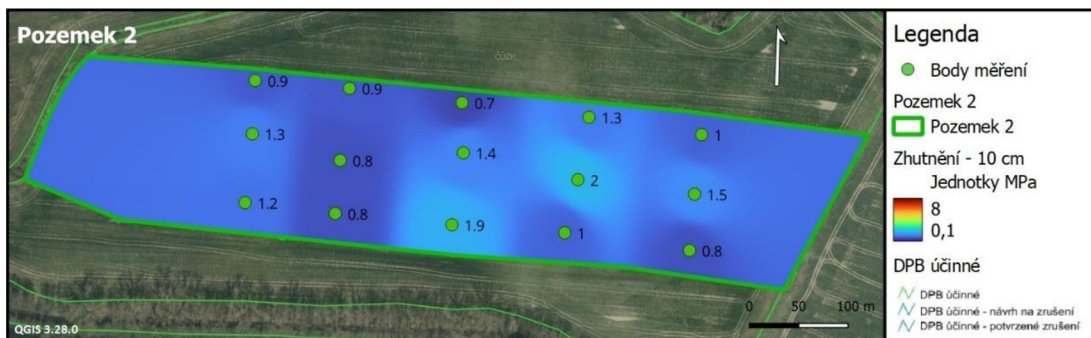 Pozemek 2
ČÚZK
0.9
0.9
0.7
1.3
1
1.3
0.8
1.4
2
1.5
1.2
0.8
1.9
1
0.8
0 50 100 m
QGIS 3.28.0
Legenda
Body měření
Pozemek 2
Pozemek 2
Zhutnění - 10 cm
Jednotky MPa
8
0,1
DPB účinné
DPB účinné
DPB účinné - návrh na zrušení
DPB účinné - potvrzené zrušení